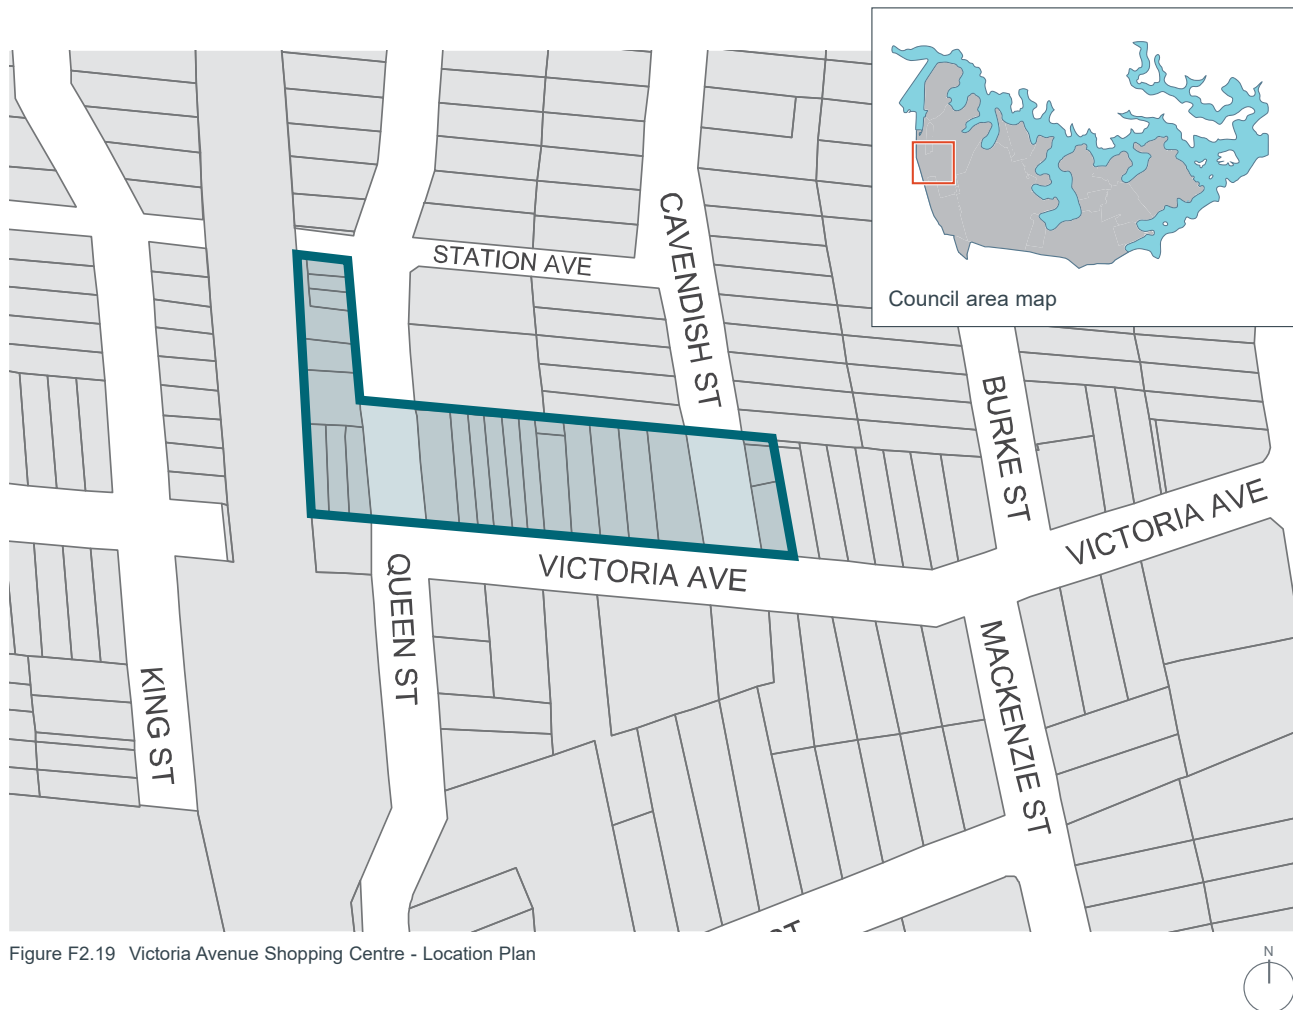 Council area map
STATION AVE
CAVENDISH ST
BURKE ST
VICTORIA AVE
VICTORIA AVE
QUEEN ST
KING ST
MACKENZIE ST
Figure F2.19 Victoria Avenue Shopping Centre - Location Plan
N